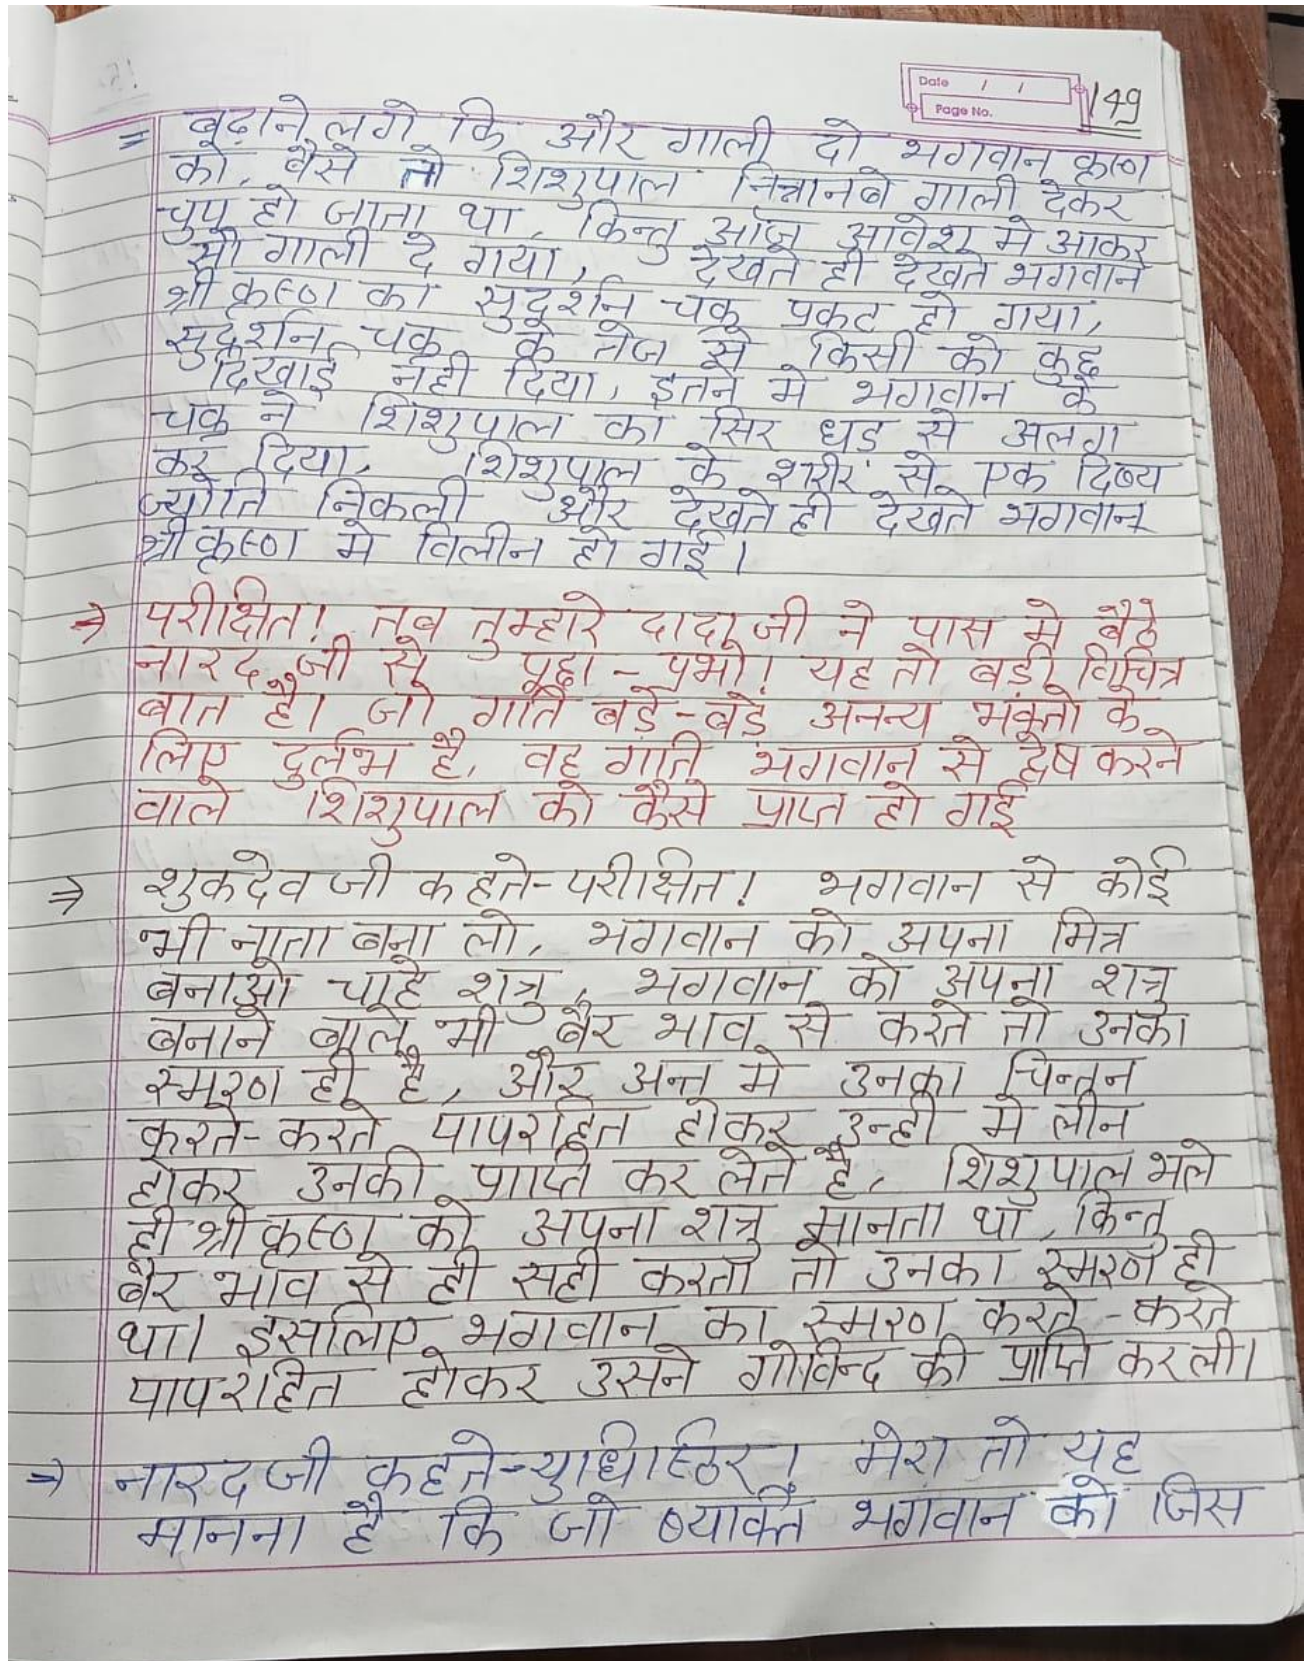 Date / /
Page No.
149
= बढ़ाने लगे कि और गाली दो भगवान कृष्ण
को, वैसे तो शिशुपाल निन्नानबे गाली देकर
चुप हो जाता था, किन्तु आज आवेश मे आकर
सौ गाली दे गया, देखते ही देखते भगवान
श्री कृष्ण का सुदर्शन चक्र प्रकट हो गया,
सुदर्शन चक्र के तेज से किसी को कुछ
दिखाई नही दिया, इतने मे भगवान के
चक्र ने शिशुपाल का सिर धड़ से अलग
कर दिया, शिशुपाल के शरीर से एक दिव्य
ज्योति निकली और देखते ही देखते भगवान
श्री कृष्ण मे विलीन हो गई।
⇒ परीक्षित! तब तुम्हारे दादा जी ने पास मे बैठे
नारद जी से पूछा - प्रभो! यह तो बड़ी विचित्र
बात है। जो गति बड़े-बड़े अनन्य भक्तो के
लिए दुर्लभ है, वह गति भगवान से द्वेष करने
वाले शिशुपाल को कैसे प्राप्त हो गई
⇒ शुकदेव जी कहते- परीक्षित! भगवान से कोई
भी नाता बना लो, भगवान को अपना मित्र
बनाओ चाहे शत्रु, भगवान को अपना शत्रु
बनाने वाले भी बैर भाव से करते तो उनका
स्मरण ही है, और अन्त मे उनका चिन्तन
करते-करते पापरहित होकर उन्ही मे लीन
होकर उनकी प्राप्ति कर लेते है, शिशुपाल भले
ही श्री कृष्ण को अपना शत्रु मानता था, किन्तु
बैर भाव से ही सही करता तो उनका स्मरण ही
था। इसलिए भगवान का स्मरण करते-करते
पापरहित होकर उसने गोविन्द की प्राप्ति कर ली।
⇒ नारद जी कहते- युधिष्ठिर! मेरा तो यह
मानना है कि जो व्यक्ति भगवान को जिस